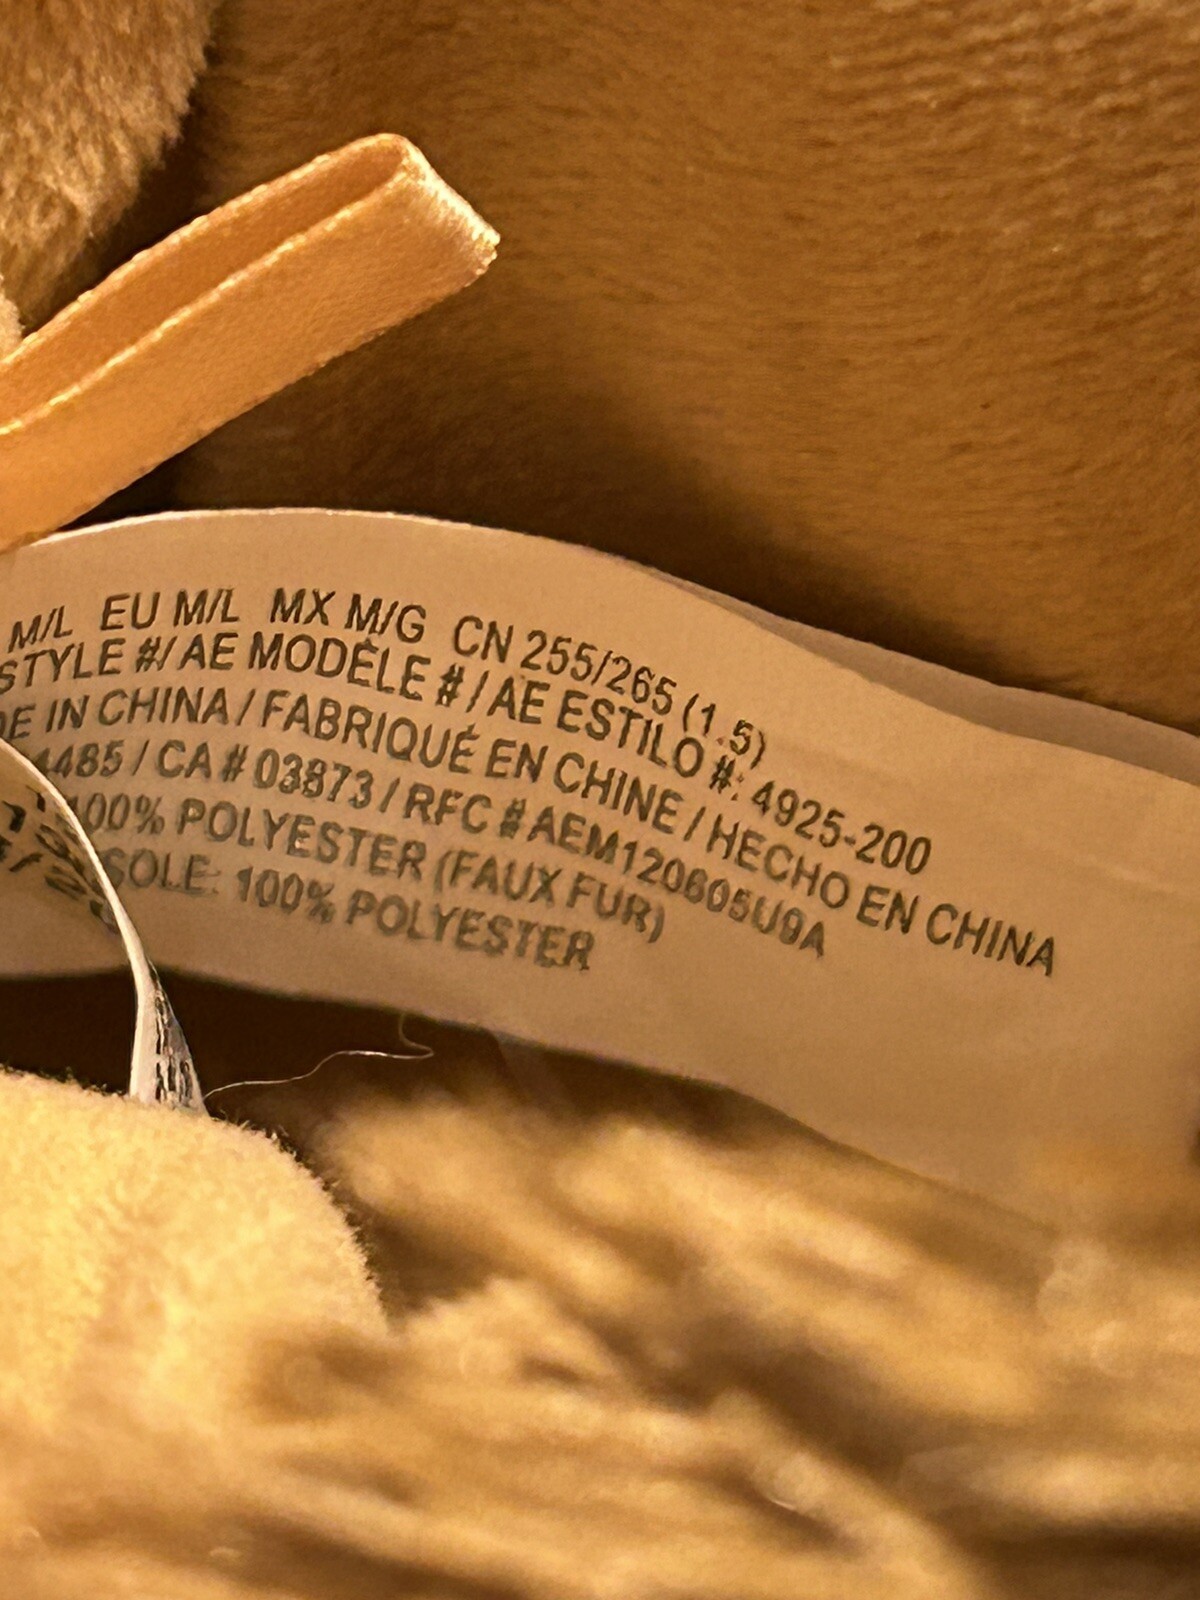 M/L EU M/L MX M/G CN 255/265 (1.5)
STYLE #/ AE MODÈLE # / AE ESTILO #: 4925-200
DE IN CHINA / FABRIQUÉ EN CHINE / HECHO EN CHINA
4485 / CA # 03873 / RFC # AEM120605U9A
100% POLYESTER (FAUX FUR)
SOLE: 100% POLYESTER